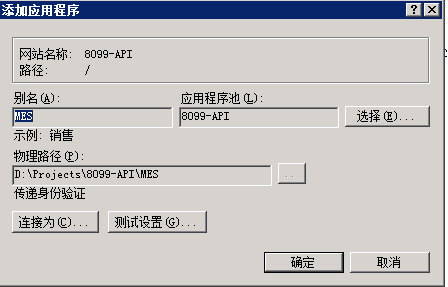 添加应用程序
网站名称: 8099-API
路径: /
别名(A): 应用程序池(L):
MES 8099-API 选择(E)...
示例: 销售
物理路径(P):
D:\Projects\8099-API\MES ...
传递身份验证
连接为(C)... 测试设置(G)...
确定 取消